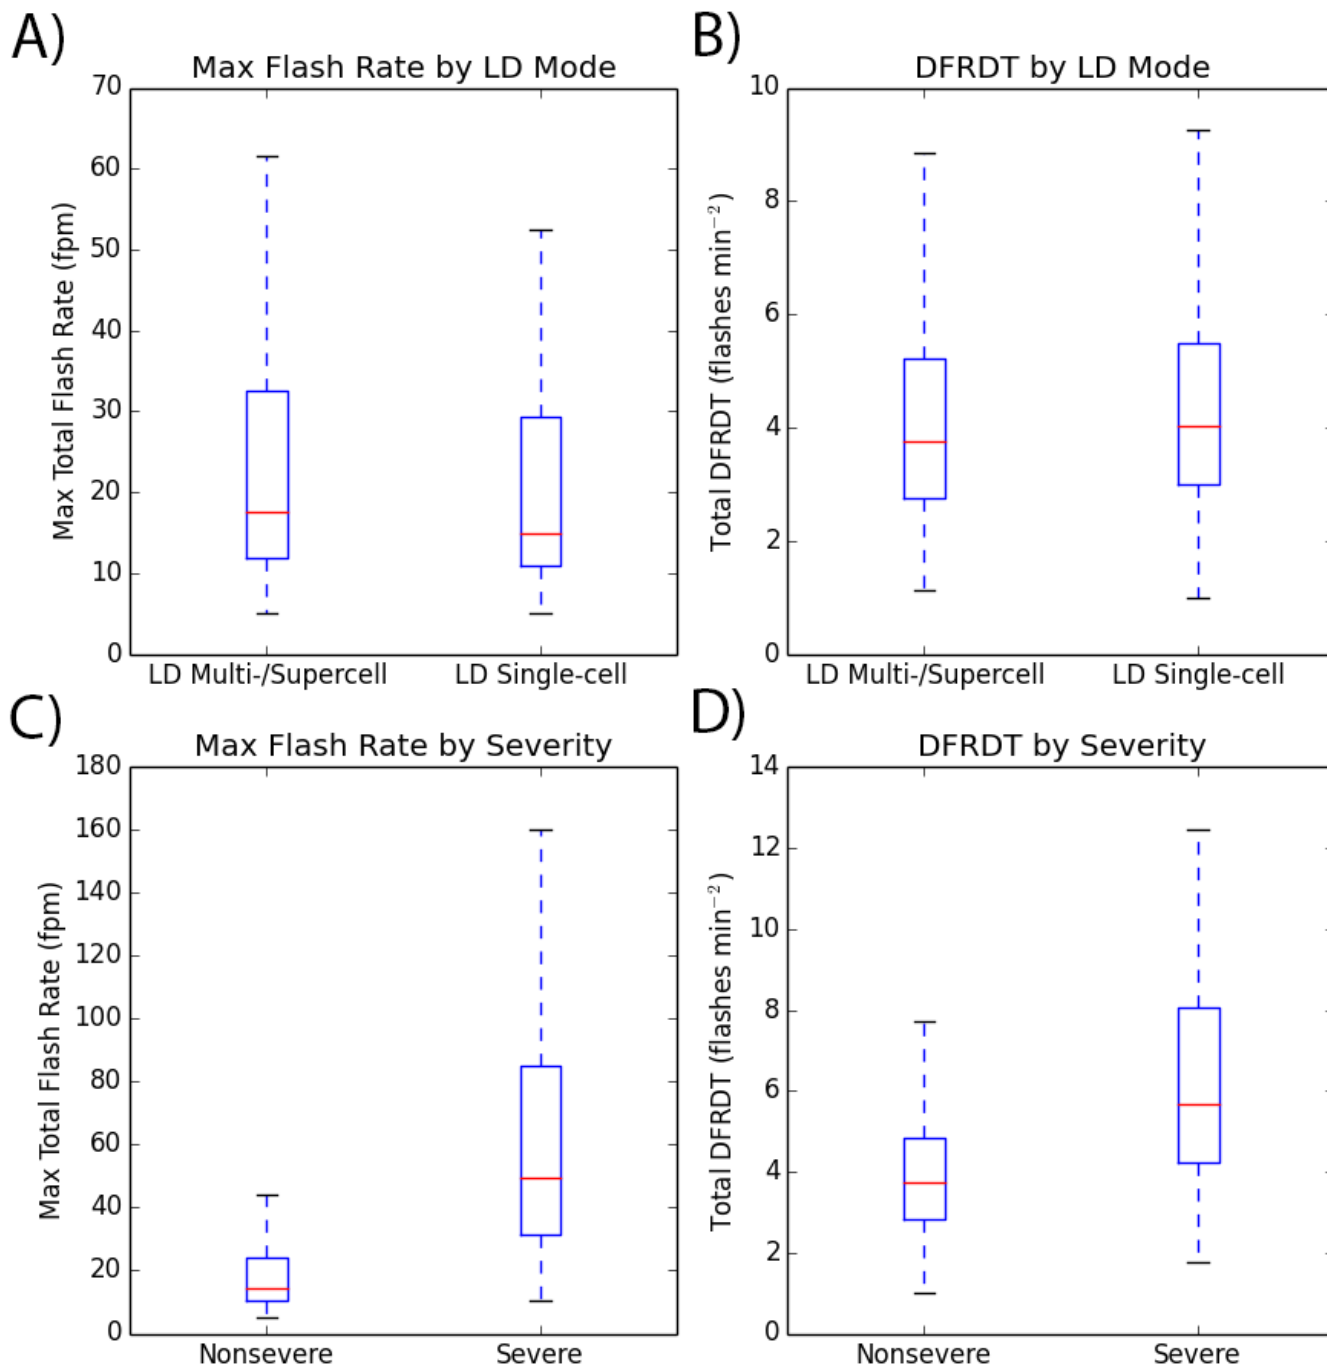 A)
Max Flash Rate by LD Mode
Max Total Flash Rate (fpm)
70
60
50
40
30
20
10
0
LD Multi-/Supercell
LD Single-cell
B)
DFRDT by LD Mode
Total DFRDT (flashes min⁻²)
10
8
6
4
2
0
LD Multi-/Supercell
LD Single-cell
C)
Max Flash Rate by Severity
Max Total Flash Rate (fpm)
180
160
140
120
100
80
60
40
20
0
Nonsevere
Severe
D)
DFRDT by Severity
Total DFRDT (flashes min⁻²)
14
12
10
8
6
4
2
0
Nonsevere
Severe